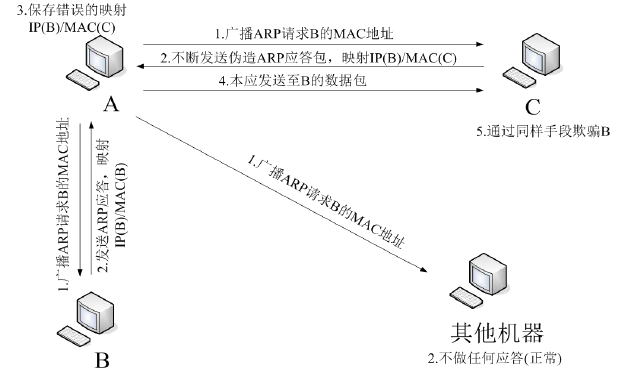 3.保存错误的映射
IP(B)/MAC(C)
1.广播ARP请求B的MAC地址
2.不断发送伪造ARP应答包，映射IP(B)/MAC(C)
4.本应发送至B的数据包
A
C
5.通过同样手段欺骗B
1.广播ARP请求B的MAC地址
2.发送ARP应答，映射
IP(B)/MAC(B)
1.广播ARP请求B的MAC地址
B
其他机器
2.不做任何应答(正常)